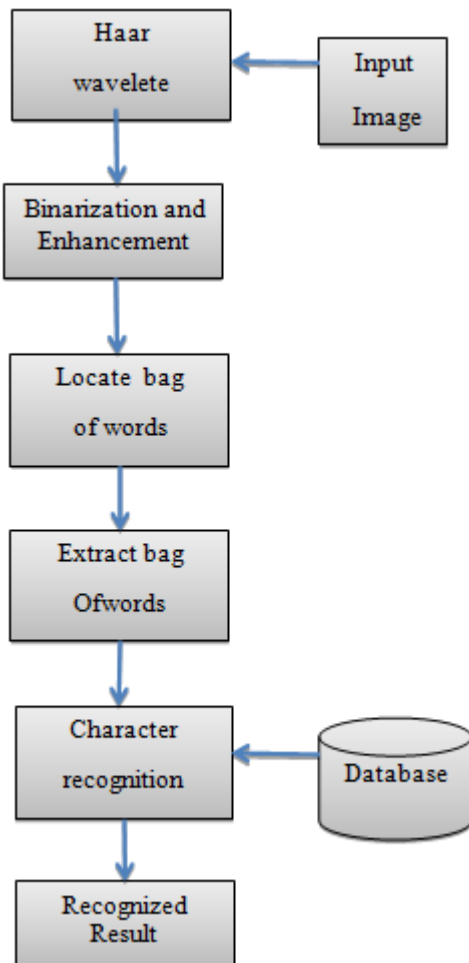 Haar
wavelete
Input
Image
Binarization and
Enhancement
Locate bag
of words
Extract bag
Ofwords
Character
recognition
Database
Recognized
Result